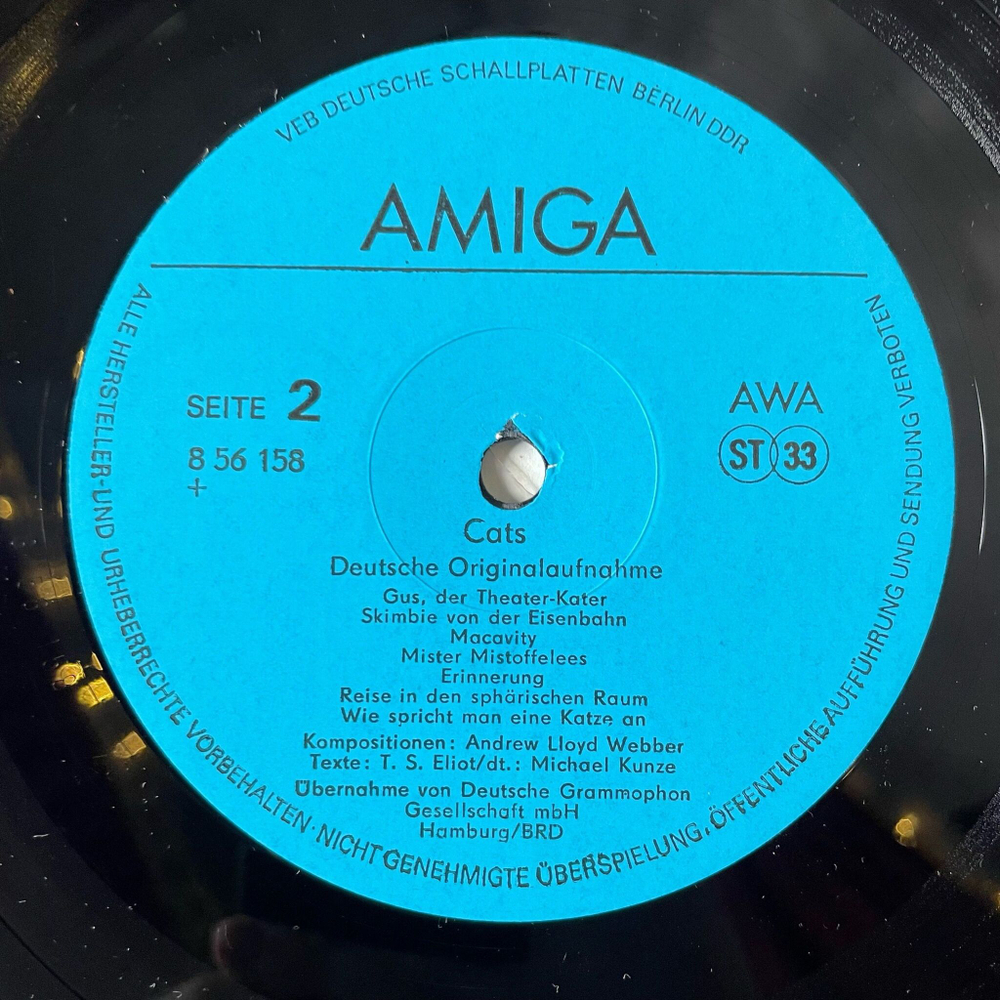 VEB DEUTSCHE SCHALLPLATTEN BERLIN DDR
AMIGA
SEITE 2
8 56 158
+
AWA
ST 33
Cats
Deutsche Originalaufnahme
Gus, der Theater-Kater
Skimbie von der Eisenbahn
Macavity
Mister Mistoffelees
Erinnerung
Reise in den sphärischen Raum
Wie spricht man eine Katze an
Kompositionen: Andrew Lloyd Webber
Texte: T. S. Eliot/dt.: Michael Kunze
Übernahme von Deutsche Grammophon
Gesellschaft mbH
Hamburg/BRD
ALLE HERSTELLER-UND URHEBERRECHTE VORBEHALTEN·NICHT GENEHMIGTE ÜBERSPIELUNG, ÖFFENTLICHE AUFFÜHRUNG UND SENDUNG VERBOTEN